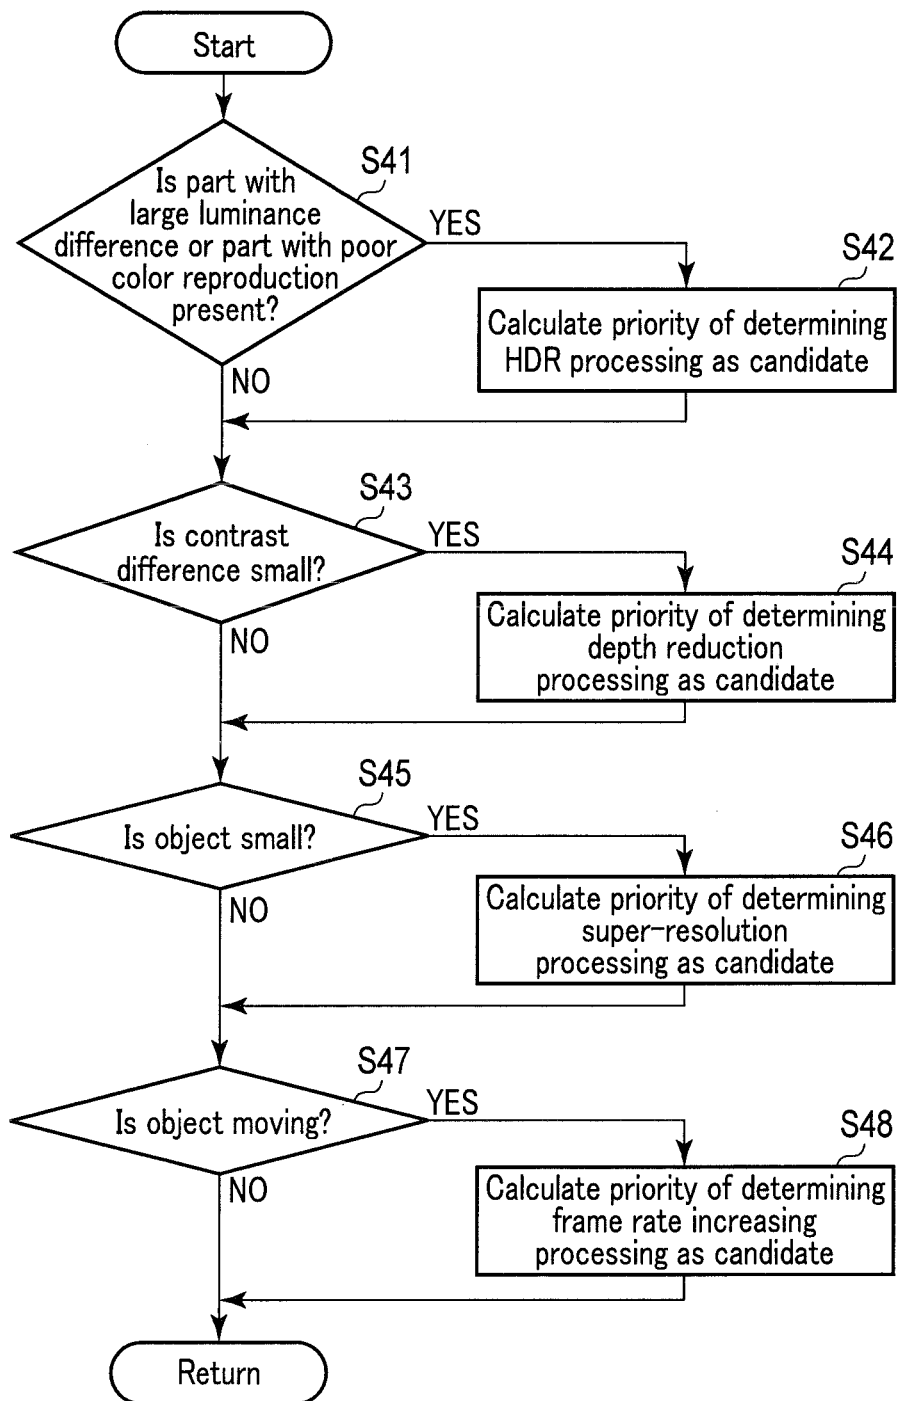 Start
S41
Is part with
large luminance
difference or part with poor
color reproduction
present?
YES
S42
Calculate priority of determining
HDR processing as candidate
NO
S43
Is contrast
difference small?
YES
S44
Calculate priority of determining
depth reduction
processing as candidate
NO
S45
Is object small?
YES
S46
Calculate priority of determining
super-resolution
processing as candidate
NO
S47
Is object moving?
YES
S48
Calculate priority of determining
frame rate increasing
processing as candidate
NO
Return